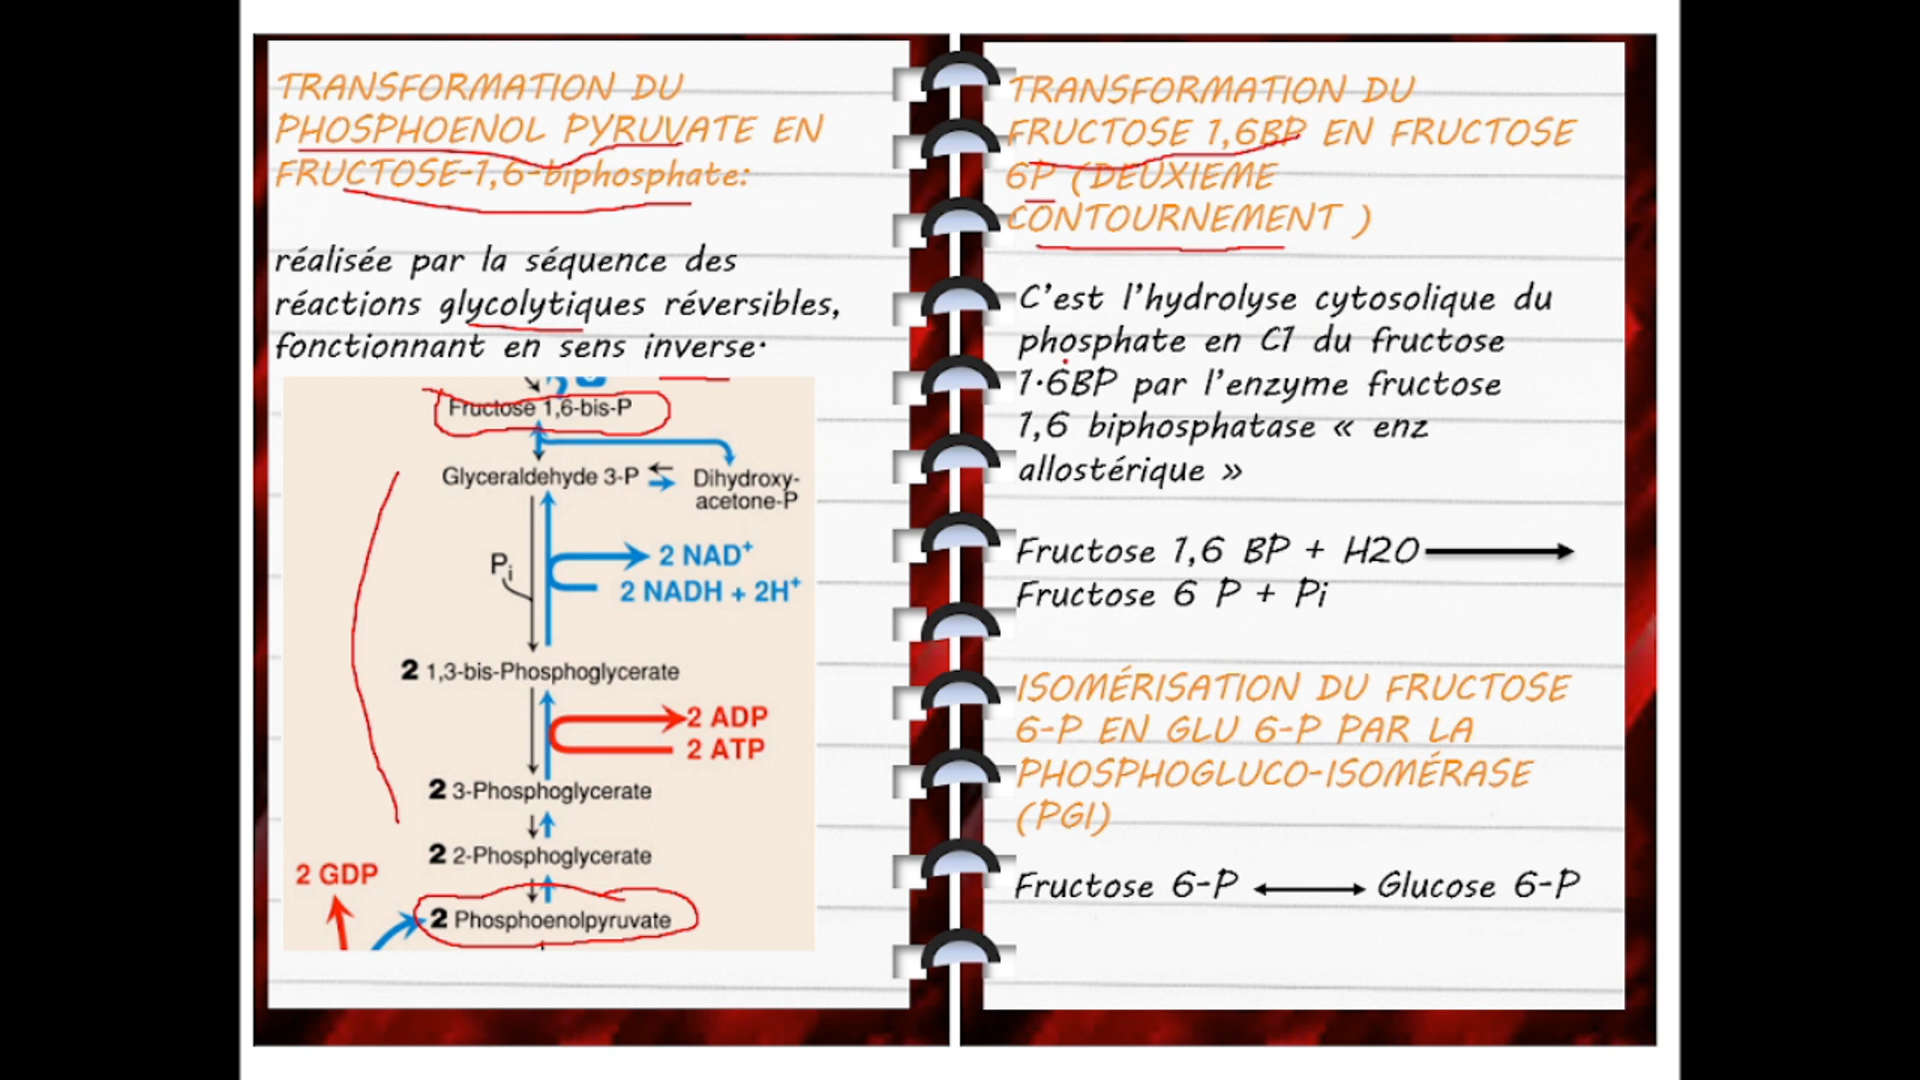 TRANSFORMATION DU
PHOSPHOENOL PYRUVATE EN
FRUCTOSE-1,6-biphosphate:
réalisée par la séquence des
réactions glycolytiques réversibles,
fonctionnant en sens inverse·
Fructose 1,6-bis-P
Glyceraldehyde 3-P
Dihydroxy-
acetone-P
Pi
2 NAD+
2 NADH + 2H+
2 1,3-bis-Phosphoglycerate
2 ADP
2 ATP
2 3-Phosphoglycerate
2 2-Phosphoglycerate
2 GDP
2 Phosphoenolpyruvate
TRANSFORMATION DU
FRUCTOSE 1,6BP EN FRUCTOSE
6P (DEUXIEME
CONTOURNEMENT )
C'est l'hydrolyse cytosolique du
phosphate en C1 du fructose
1·6BP par l'enzyme fructose
1,6 biphosphatase « enz
allostérique »
Fructose 1,6 BP + H2O
Fructose 6 P + Pi
ISOMÉRISATION DU FRUCTOSE
6-P EN GLU 6-P PAR LA
PHOSPHOGLUCO-ISOMÉRASE
(PGI)
Fructose 6-P Glucose 6-P